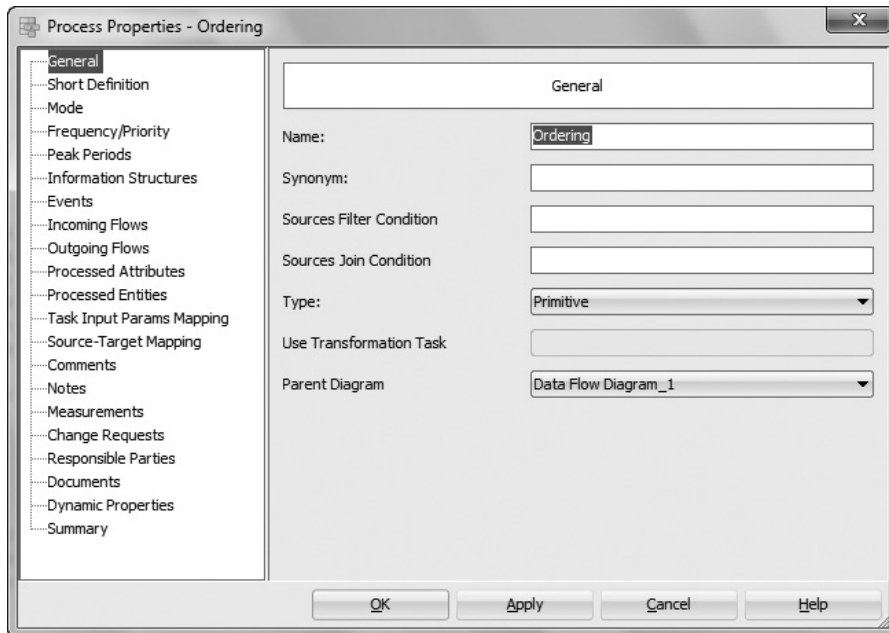 Process Properties - Ordering
X
General
Short Definition
Mode
Frequency/Priority
Peak Periods
Information Structures
Events
Incoming Flows
Outgoing Flows
Processed Attributes
Processed Entities
Task Input Params Mapping
Source-Target Mapping
Comments
Notes
Measurements
Change Requests
Responsible Parties
Documents
Dynamic Properties
Summary
General
Name: Ordering
Synonym:
Sources Filter Condition
Sources Join Condition
Type: Primitive
Use Transformation Task
Parent Diagram Data Flow Diagram_1
OK Apply Cancel Help